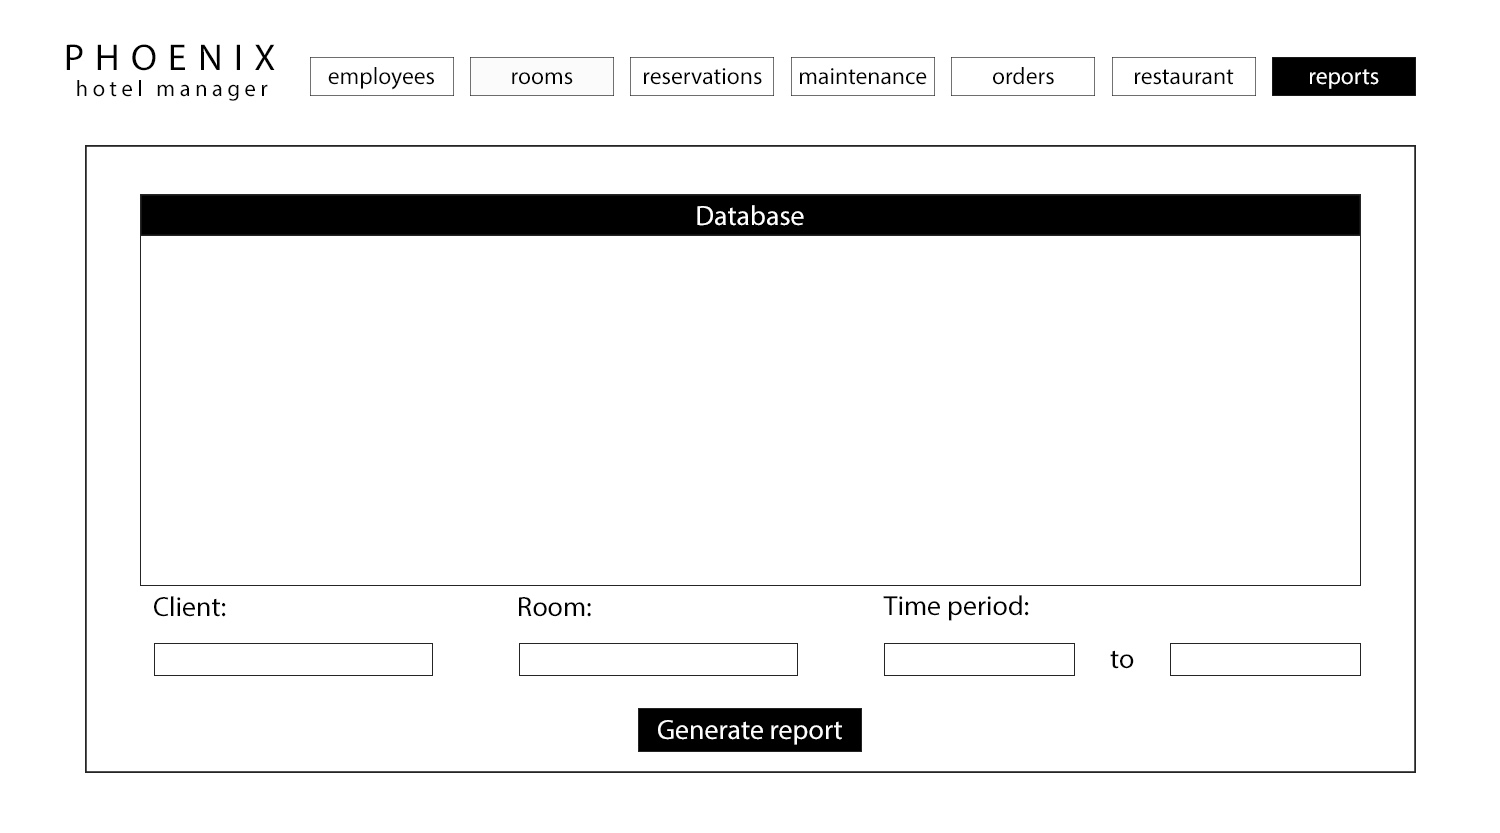 PHOENIX
hotel manager
employees
rooms
reservations
maintenance
orders
restaurant
reports
Database
Client:
Room:
Time period:
to
Generate report